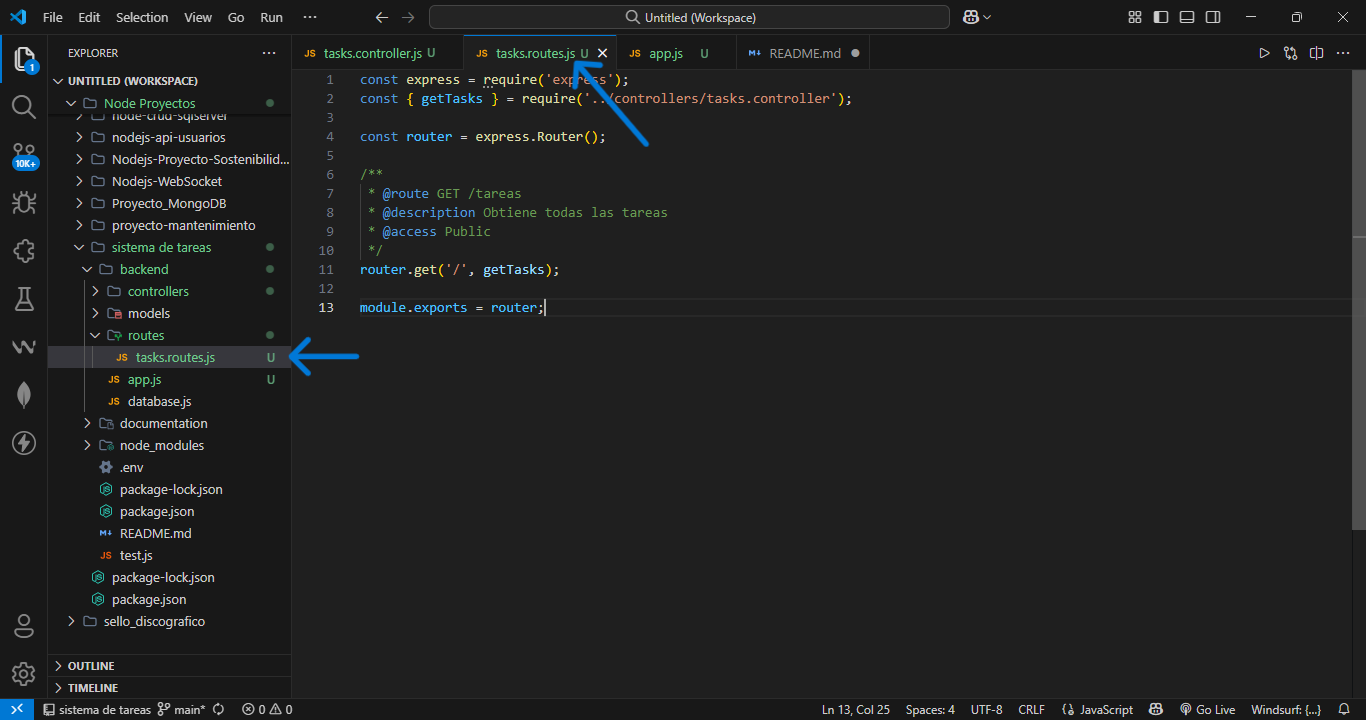 File Edit Selection View Go Run ··· Untitled (Workspace)
EXPLORER ···
UNTITLED (WORKSPACE)
Node Proyectos
node-crud-sqlserver
nodejs-api-usuarios
Nodejs-Proyecto-Sostenibilid...
Nodejs-WebSocket
Proyecto_MongoDB
proyecto-mantenimiento
sistema de tareas
backend
controllers
models
routes
JS tasks.routes.js U
JS app.js U
JS database.js
documentation
node_modules
.env
package-lock.json
package.json
README.md
JS test.js
package-lock.json
package.json
sello_discografico
OUTLINE
TIMELINE
1
10K+
JS tasks.controller.js U JS tasks.routes.js U JS app.js U README.md
1 const express = require('express');
2 const { getTasks } = require('../controllers/tasks.controller');
3
4 const router = express.Router();
5
6 /**
7 * @route GET /tareas
8 * @description Obtiene todas las tareas
9 * @access Public
10 */
11 router.get('/', getTasks);
12
13 module.exports = router;
sistema de tareas main* 0 0 Ln 13, Col 25 Spaces: 4 UTF-8 CRLF {} JavaScript Go Live Windsurf: {...}